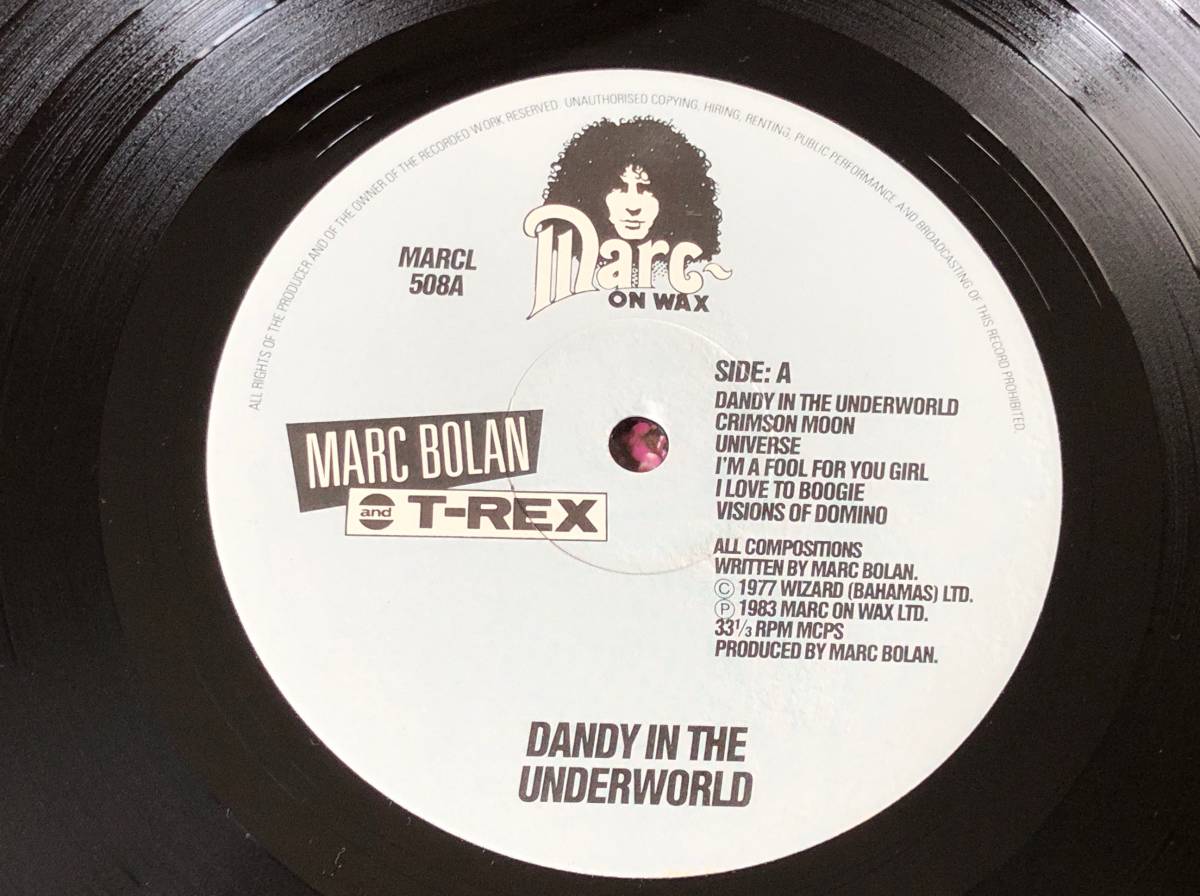 ALL RIGHTS OF THE PRODUCER AND OF THE OWNER OF THE RECORDED WORK RESERVED. UNAUTHORISED COPYING, HIRING, RENTING, PUBLIC PERFORMANCE AND BROADCASTING OF THIS RECORD PROHIBITED.
Marc
ON WAX
MARCL
508A
MARC BOLAN
and T-REX
SIDE: A
DANDY IN THE UNDERWORLD
CRIMSON MOON
UNIVERSE
I'M A FOOL FOR YOU GIRL
I LOVE TO BOOGIE
VISIONS OF DOMINO
ALL COMPOSITIONS
WRITTEN BY MARC BOLAN.
© 1977 WIZARD (BAHAMAS) LTD.
℗ 1983 MARC ON WAX LTD.
33⅓ RPM MCPS
PRODUCED BY MARC BOLAN.
DANDY IN THE
UNDERWORLD